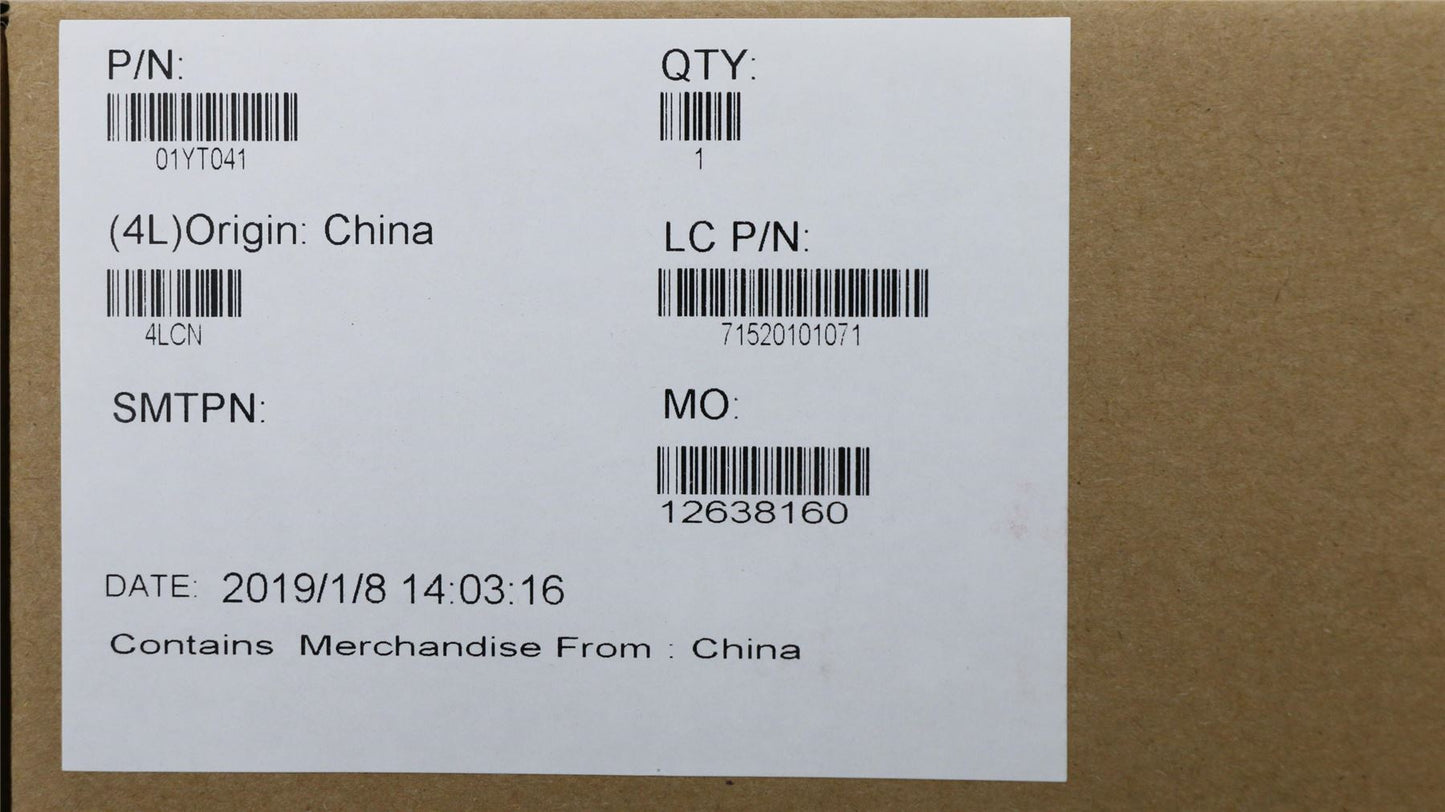 P/N:
01YT041
QTY:
1
(4L)Origin: China
4LCN
LC P/N:
71520101071
SMTPN:
MO:
12638160
DATE: 2019/1/8 14:03:16
Contains Merchandise From : China